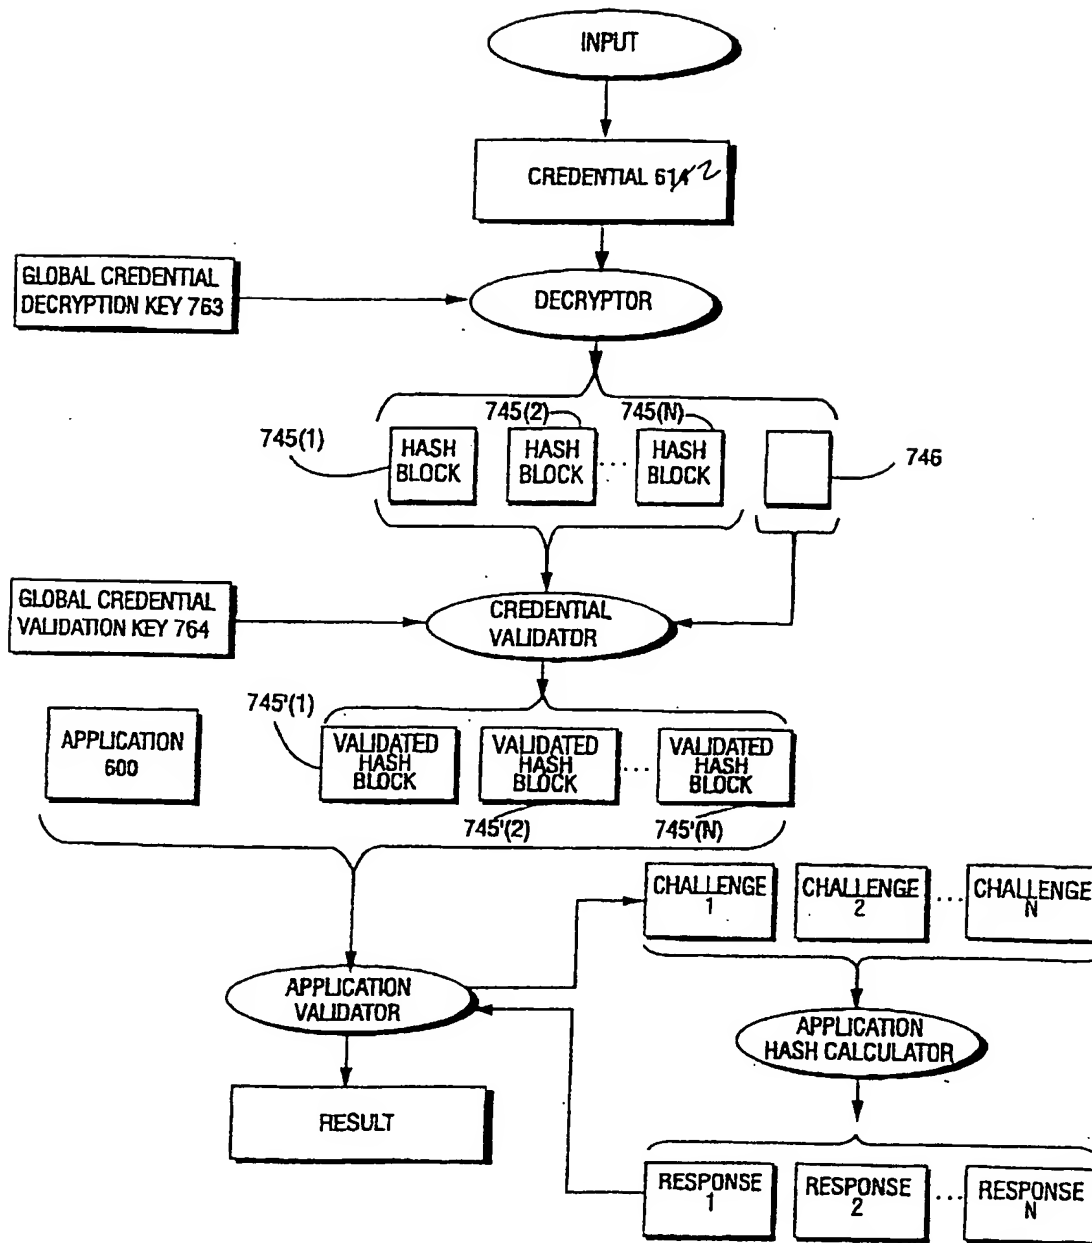 INPUT
CREDENTIAL 614 2
GLOBAL CREDENTIAL
DECRYPTION KEY 763
DECRYPTOR
745(1)
745(2)
745(N)
HASH
BLOCK
HASH
BLOCK
...
HASH
BLOCK
746
GLOBAL CREDENTIAL
VALIDATION KEY 764
CREDENTIAL
VALIDATOR
745'(1)
APPLICATION
600
VALIDATED
HASH
BLOCK
VALIDATED
HASH
BLOCK
...
VALIDATED
HASH
BLOCK
745'(2)
745'(N)
CHALLENGE
1
CHALLENGE
2
...
CHALLENGE
N
APPLICATION
VALIDATOR
APPLICATION
HASH CALCULATOR
RESULT
RESPONSE
1
RESPONSE
2
...
RESPONSE
N